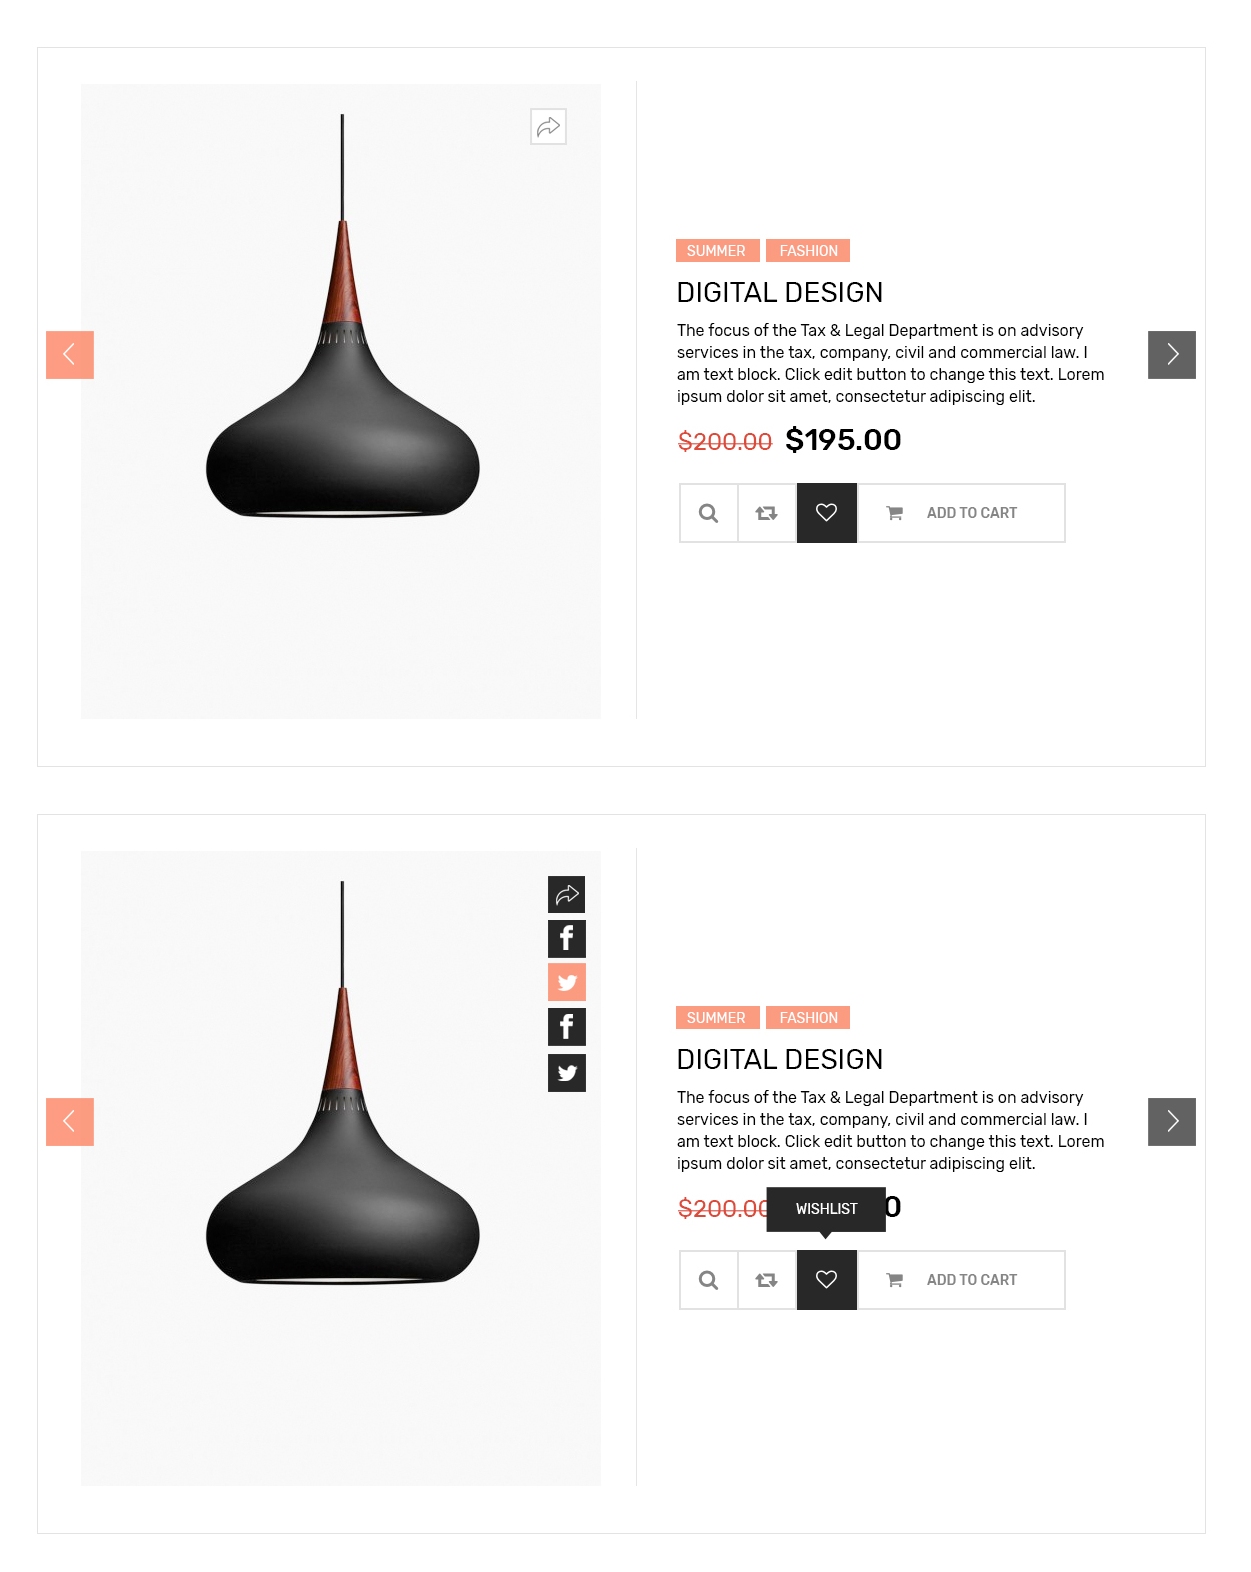 SUMMER FASHION
DIGITAL DESIGN
The focus of the Tax & Legal Department is on advisory
services in the tax, company, civil and commercial law. I
am text block. Click edit button to change this text. Lorem
ipsum dolor sit amet, consectetur adipiscing elit.
$200.00 $195.00
ADD TO CART
SUMMER FASHION
DIGITAL DESIGN
The focus of the Tax & Legal Department is on advisory
services in the tax, company, civil and commercial law. I
am text block. Click edit button to change this text. Lorem
ipsum dolor sit amet, consectetur adipiscing elit.
$200.00 0
WISHLIST
ADD TO CART